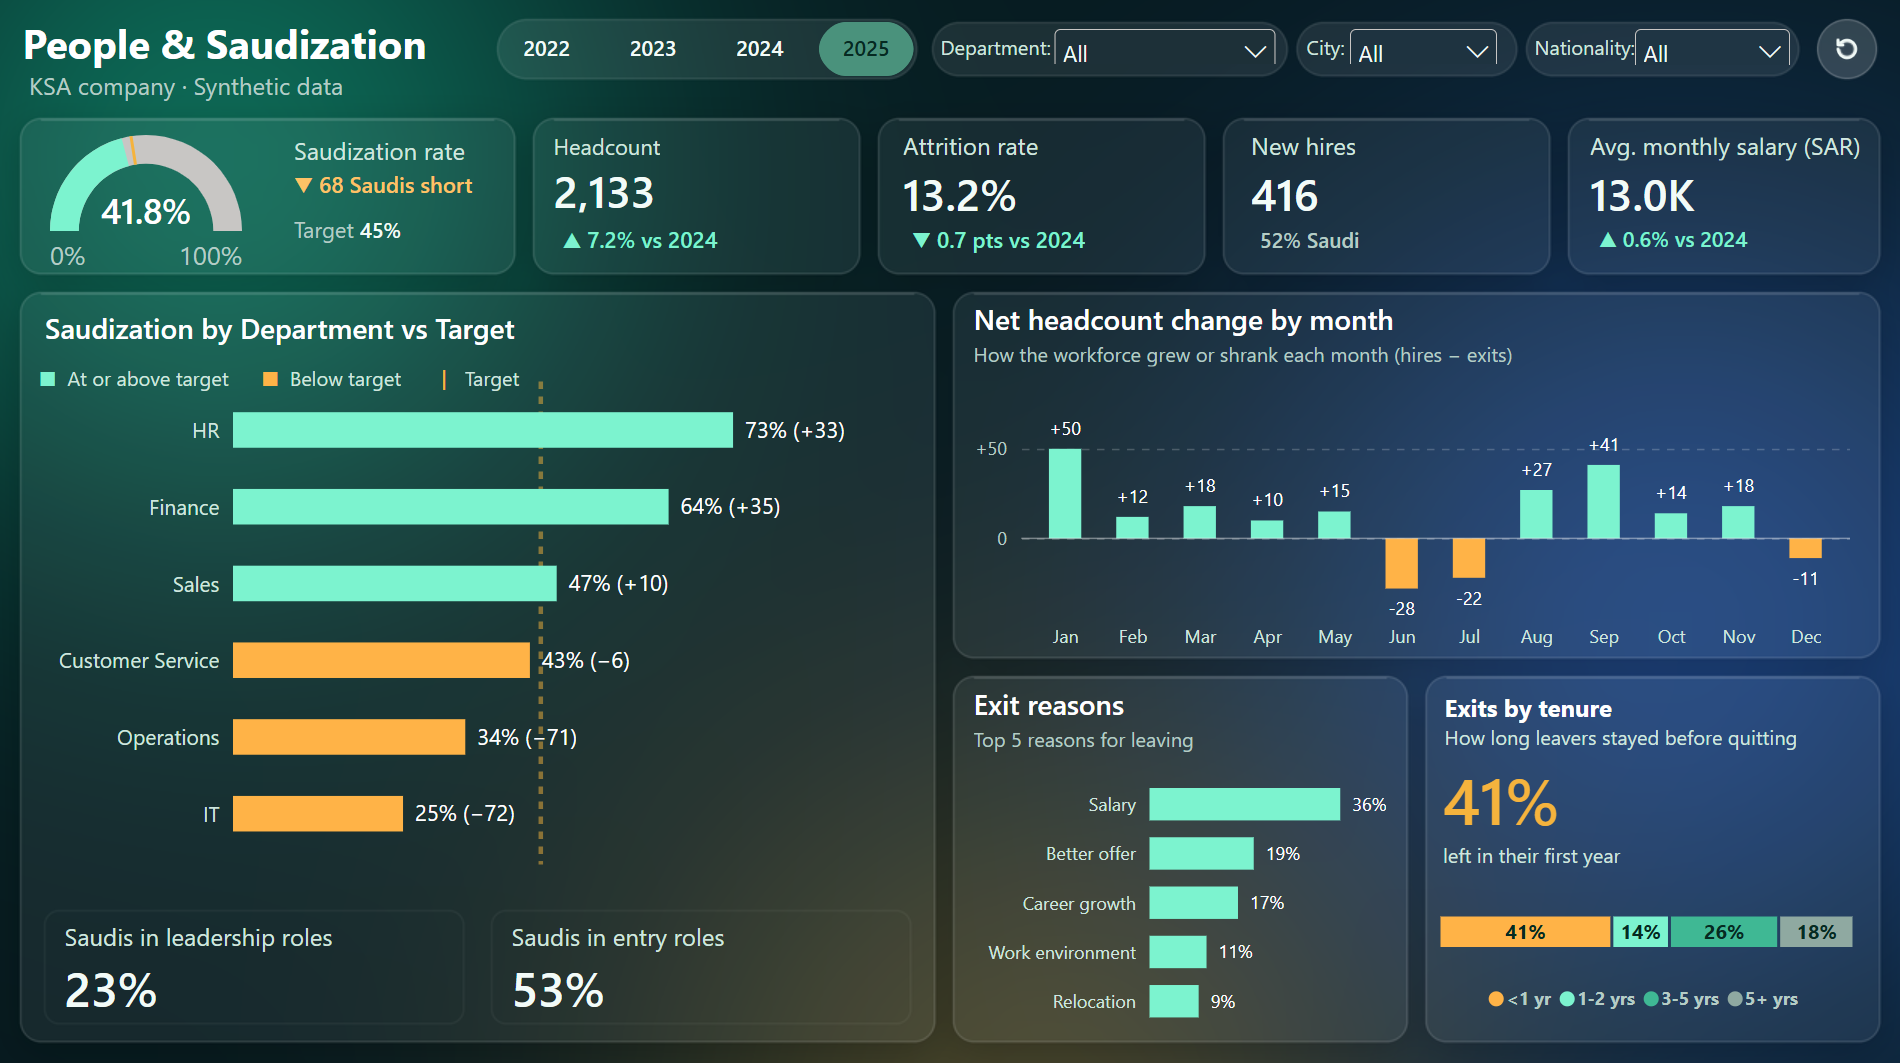 People & Saudization
KSA company · Synthetic data
2022 2023 2024 2025
Department: All
City: All
Nationality: All
41.8%
0% 100%
Saudization rate
▼ 68 Saudis short
Target 45%
Headcount
2,133
▲ 7.2% vs 2024
Attrition rate
13.2%
▼ 0.7 pts vs 2024
New hires
416
52% Saudi
Avg. monthly salary (SAR)
13.0K
▲ 0.6% vs 2024
Saudization by Department vs Target
At or above target Below target Target
HR 73% (+33)
Finance 64% (+35)
Sales 47% (+10)
Customer Service 43% (−6)
Operations 34% (−71)
IT 25% (−72)
Saudis in leadership roles
23%
Saudis in entry roles
53%
Net headcount change by month
How the workforce grew or shrank each month (hires − exits)
+50
0
+50 +12 +18 +10 +15 -28 -22 +27 +41 +14 +18 -11
Jan Feb Mar Apr May Jun Jul Aug Sep Oct Nov Dec
Exit reasons
Top 5 reasons for leaving
Salary 36%
Better offer 19%
Career growth 17%
Work environment 11%
Relocation 9%
Exits by tenure
How long leavers stayed before quitting
41%
left in their first year
41% 14% 26% 18%
<1 yr 1-2 yrs 3-5 yrs 5+ yrs